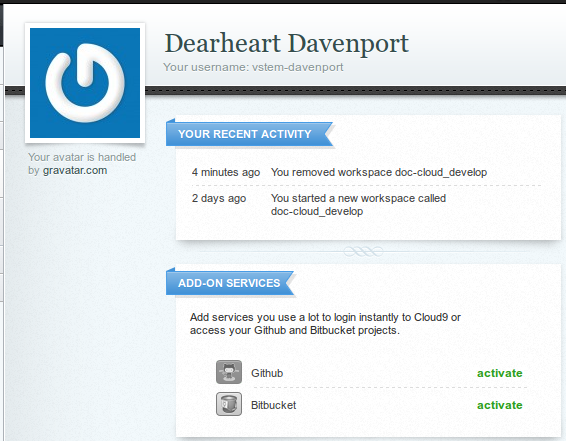 Dearheart Davenport
Your username: vstem-davenport
Your avatar is handled
by gravatar.com
YOUR RECENT ACTIVITY
4 minutes ago You removed workspace doc-cloud_develop
2 days ago You started a new workspace called
doc-cloud_develop
ADD-ON SERVICES
Add services you use a lot to login instantly to Cloud9 or
access your Github and Bitbucket projects.
Github activate
Bitbucket activate